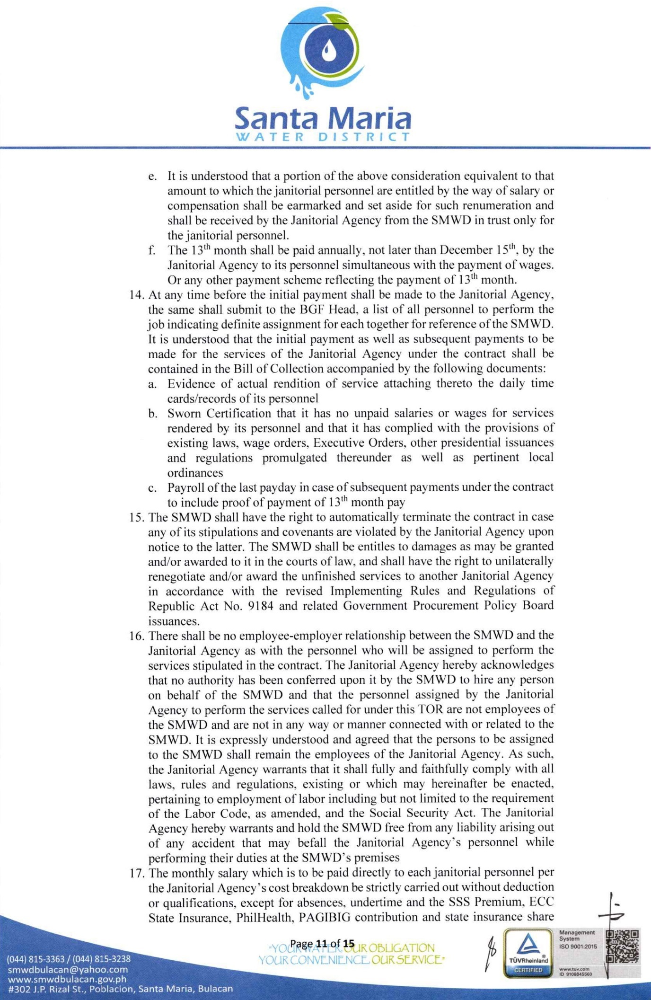 Santa Maria
WATER DISTRICT
e. It is understood that a portion of the above consideration equivalent to that
amount to which the janitorial personnel are entitled by the way of salary or
compensation shall be earmarked and set aside for such renumeration and
shall be received by the Janitorial Agency from the SMWD in trust only for
the janitorial personnel.
f. The 13th month shall be paid annually, not later than December 15th, by the
Janitorial Agency to its personnel simultaneous with the payment of wages.
Or any other payment scheme reflecting the payment of 13th month.
14. At any time before the initial payment shall be made to the Janitorial Agency,
the same shall submit to the BGF Head, a list of all personnel to perform the
job indicating definite assignment for each together for reference of the SMWD.
It is understood that the initial payment as well as subsequent payments to be
made for the services of the Janitorial Agency under the contract shall be
contained in the Bill of Collection accompanied by the following documents:
a. Evidence of actual rendition of service attaching thereto the daily time
cards/records of its personnel
b. Sworn Certification that it has no unpaid salaries or wages for services
rendered by its personnel and that it has complied with the provisions of
existing laws, wage orders, Executive Orders, other presidential issuances
and regulations promulgated thereunder as well as pertinent local
ordinances
c. Payroll of the last payday in case of subsequent payments under the contract
to include proof of payment of 13th month pay
15. The SMWD shall have the right to automatically terminate the contract in case
any of its stipulations and covenants are violated by the Janitorial Agency upon
notice to the latter. The SMWD shall be entitles to damages as may be granted
and/or awarded to it in the courts of law, and shall have the right to unilaterally
renegotiate and/or award the unfinished services to another Janitorial Agency
in accordance with the revised Implementing Rules and Regulations of
Republic Act No. 9184 and related Government Procurement Policy Board
issuances.
16. There shall be no employee-employer relationship between the SMWD and the
Janitorial Agency as with the personnel who will be assigned to perform the
services stipulated in the contract. The Janitorial Agency hereby acknowledges
that no authority has been conferred upon it by the SMWD to hire any person
on behalf of the SMWD and that the personnel assigned by the Janitorial
Agency to perform the services called for under this TOR are not employees of
the SMWD and are not in any way or manner connected with or related to the
SMWD. It is expressly understood and agreed that the persons to be assigned
to the SMWD shall remain the employees of the Janitorial Agency. As such,
the Janitorial Agency warrants that it shall fully and faithfully comply with all
laws, rules and regulations, existing or which may hereinafter be enacted,
pertaining to employment of labor including but not limited to the requirement
of the Labor Code, as amended, and the Social Security Act. The Janitorial
Agency hereby warrants and hold the SMWD free from any liability arising out
of any accident that may befall the Janitorial Agency's personnel while
performing their duties at the SMWD's premises
17. The monthly salary which is to be paid directly to each janitorial personnel per
the Janitorial Agency's cost breakdown be strictly carried out without deduction
or qualifications, except for absences, undertime and the SSS Premium, ECC
State Insurance, PhilHealth, PAGIBIG contribution and state insurance share
Page 11 of 15
"YOUR WATER, OUR OBLIGATION
YOUR CONVENIENCE, OUR SERVICE"
(044) 815-3363 / (044) 815-3238
smwdbulacan@yahoo.com
www.smwdbulacan.gov.ph
#302 J.P. Rizal St., Poblacion, Santa Maria, Bulacan
TÜVRheinland®
CERTIFIED
Management
System
ISO 9001:2015
www.tuv.com
ID 9108645560